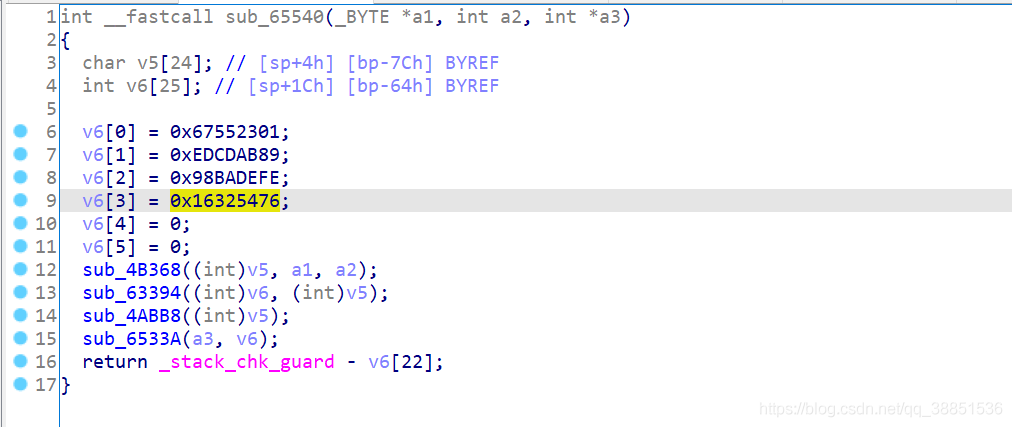 1 int __fastcall sub_65540(_BYTE *a1, int a2, int *a3)
2 {
3 char v5[24]; // [sp+4h] [bp-7Ch] BYREF
4 int v6[25]; // [sp+1Ch] [bp-64h] BYREF
5
6 v6[0] = 0x67552301;
7 v6[1] = 0xEDCDAB89;
8 v6[2] = 0x98BADEFE;
9 v6[3] = 0x16325476;
10 v6[4] = 0;
11 v6[5] = 0;
12 sub_4B368((int)v5, a1, a2);
13 sub_63394((int)v6, (int)v5);
14 sub_4ABB8((int)v5);
15 sub_6533A(a3, v6);
16 return _stack_chk_guard - v6[22];
17 }
https://blog.csdn.net/qq_38851536